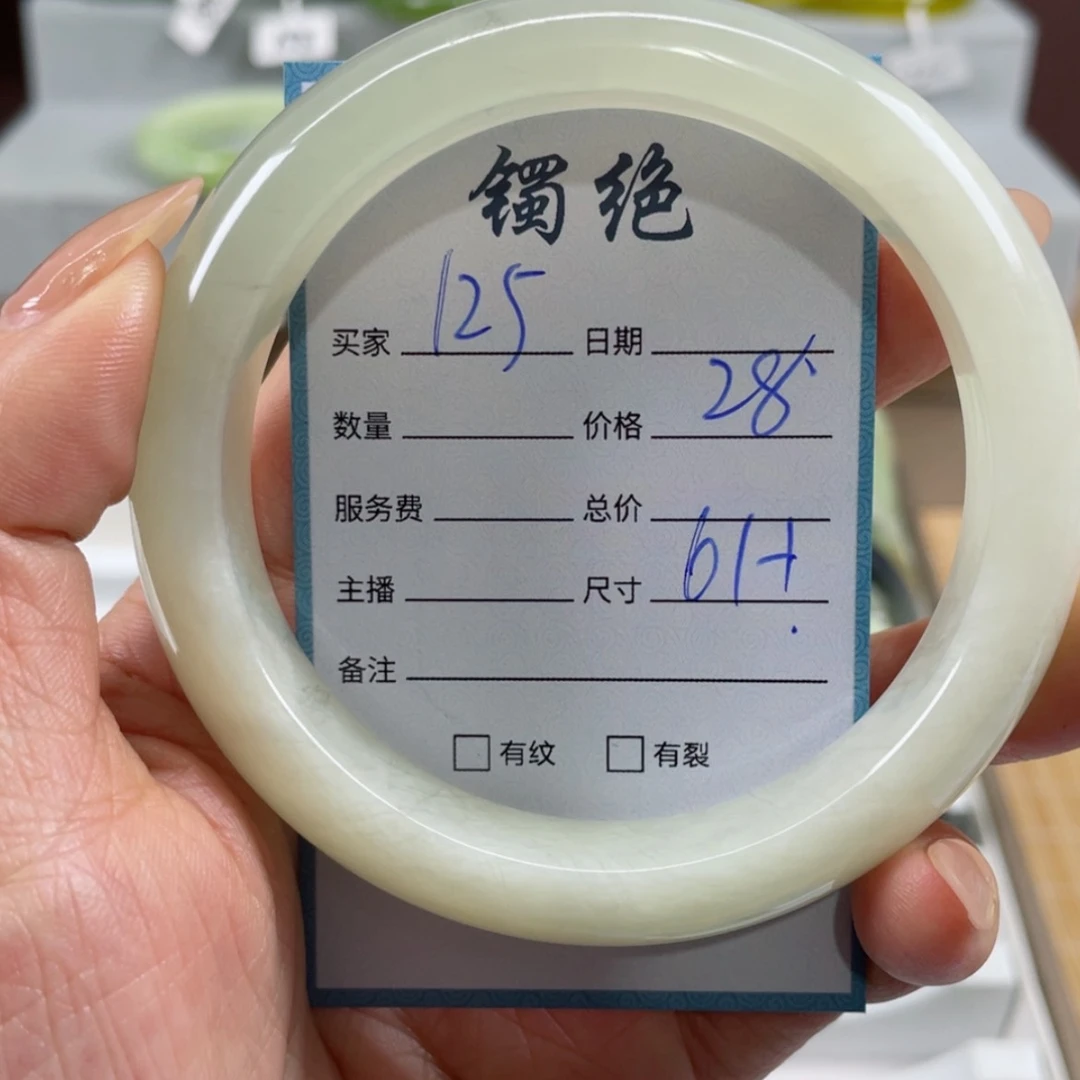 镯绝
买家 125 日期
数量 价格 28
服务费 总价
主播 尺寸 61+
备注
有纹 有裂